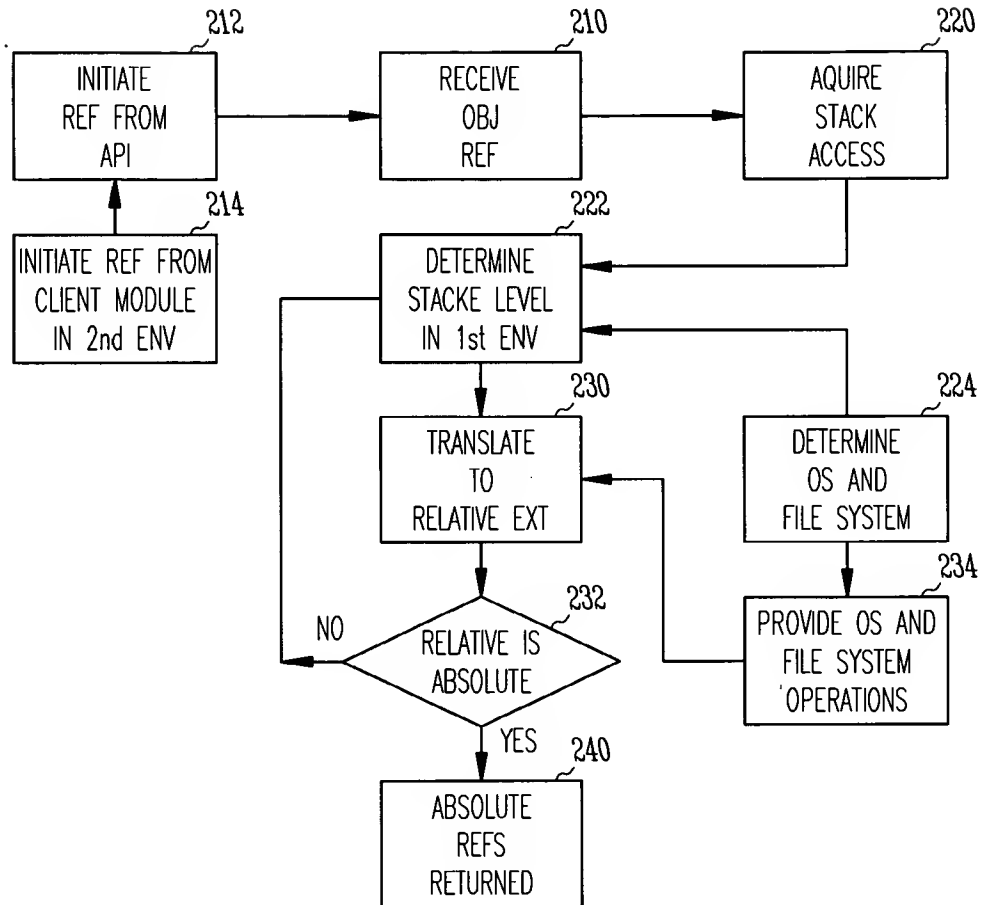 212
INITIATE
REF FROM
API
210
RECEIVE
OBJ
REF
220
AQUIRE
STACK
ACCESS
214
INITIATE REF FROM
CLIENT MODULE
IN 2nd ENV
222
DETERMINE
STACKE LEVEL
IN 1st ENV
230
TRANSLATE
TO
RELATIVE EXT
224
DETERMINE
OS AND
FILE SYSTEM
232
RELATIVE IS
ABSOLUTE
NO
YES
234
PROVIDE OS AND
FILE SYSTEM
OPERATIONS
240
ABSOLUTE
REFS
RETURNED